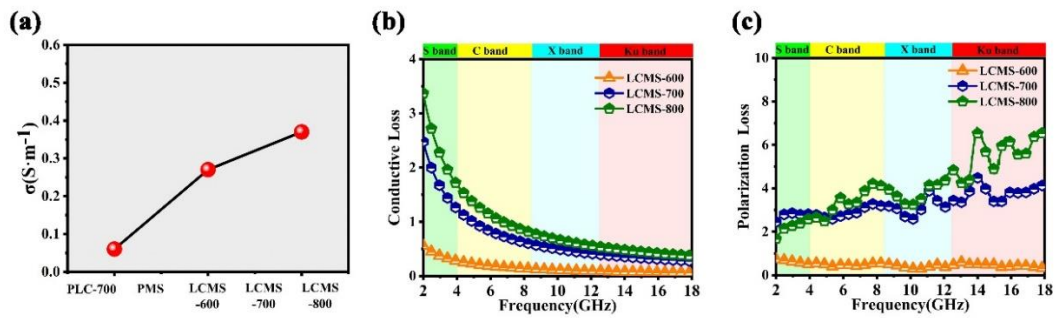 (a)
0.6
0.5
0.4
0.3
0.2
0.1
0.0
σ(S·m⁻¹)
PLC-700 PMS LCMS LCMS LCMS
-600 -700 -800
(b)
S band C band X band Ku band
LCMS-600
LCMS-700
LCMS-800
4
3
2
1
0
Conductive Loss
2 4 6 8 10 12 14 16 18
Frequency(GHz)
(c)
S band C band X band Ku band
LCMS-600
LCMS-700
LCMS-800
10
8
6
4
2
0
Polarization Loss
2 4 6 8 10 12 14 16 18
Frequency(GHz)